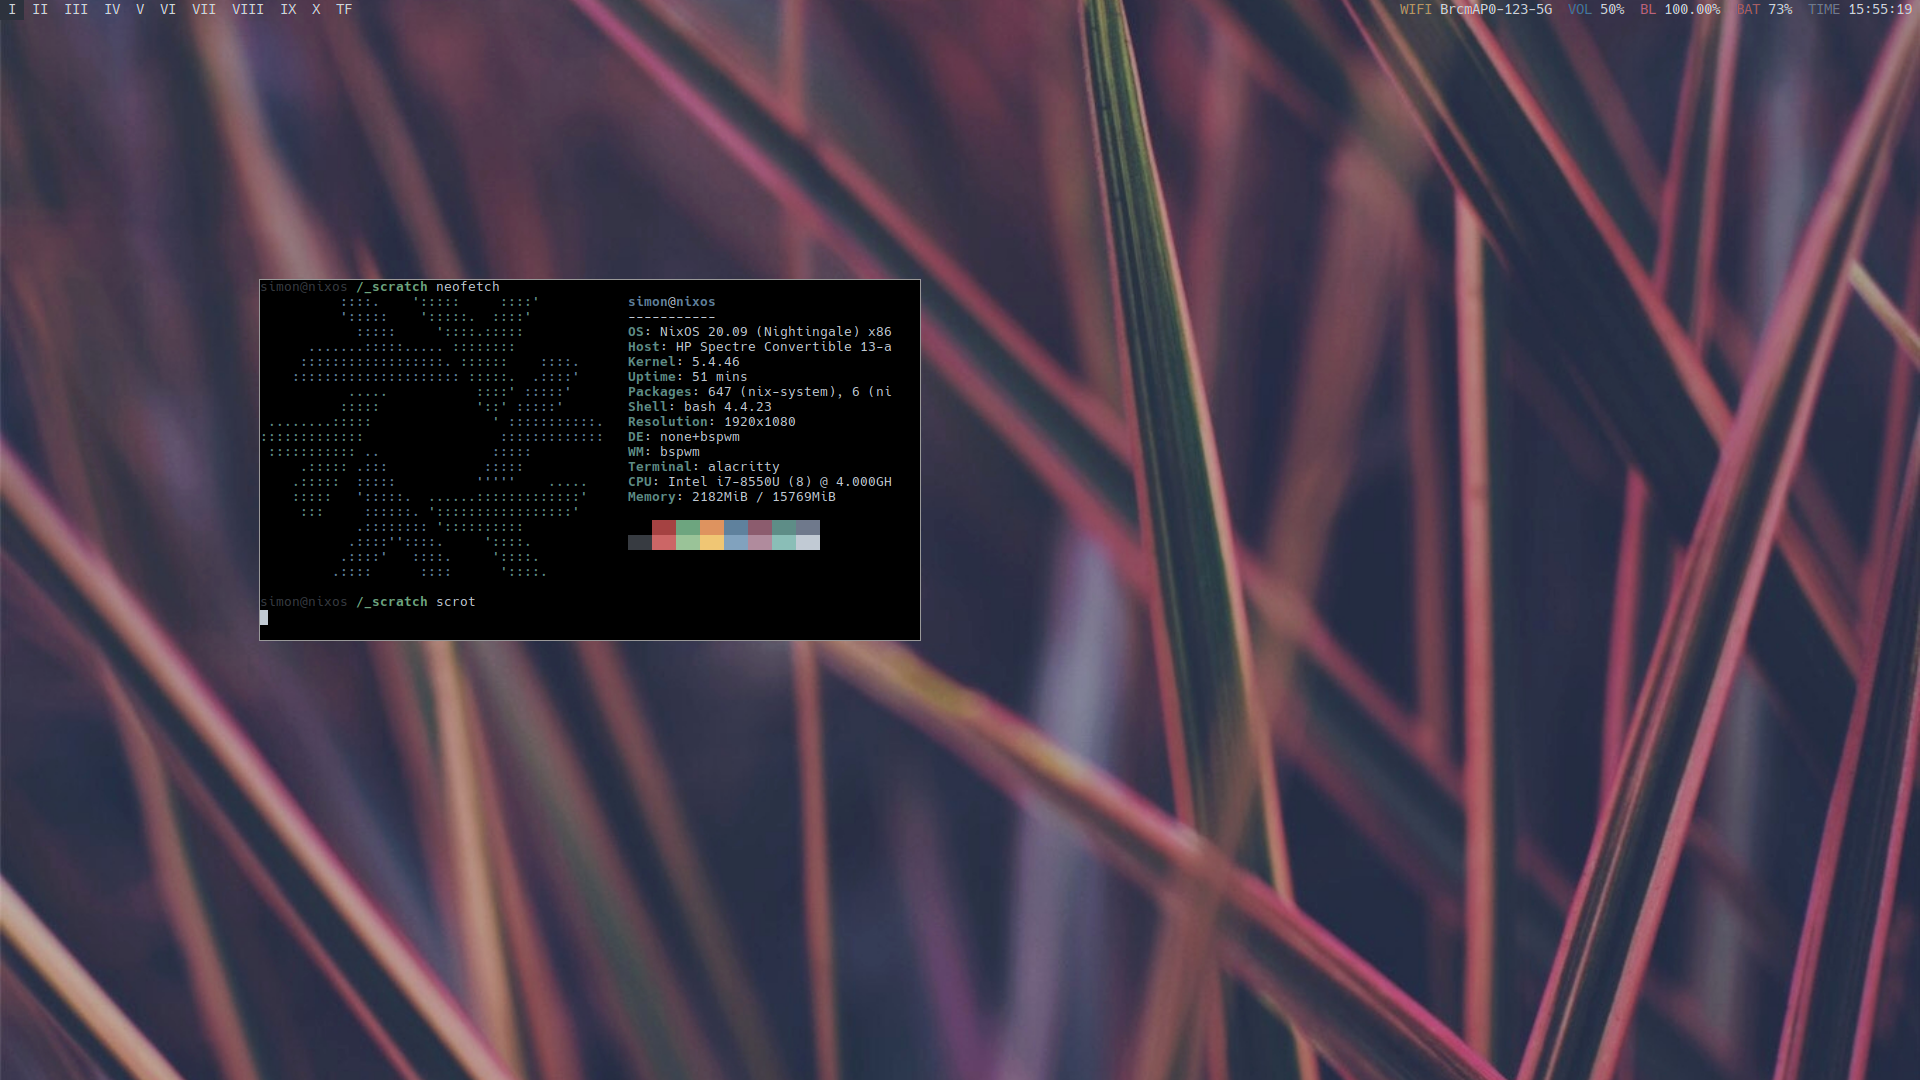 I II III IV V VI VII VIII IX X TF
WIFI BrcmAP0-123-5G VOL 50% BL 100.00% BAT 73% TIME 15:55:19
simon@nixos /_scratch neofetch
simon@nixos
-----------
OS: NixOS 20.09 (Nightingale) x86
Host: HP Spectre Convertible 13-a
Kernel: 5.4.46
Uptime: 51 mins
Packages: 647 (nix-system), 6 (ni
Shell: bash 4.4.23
Resolution: 1920x1080
DE: none+bspwm
WM: bspwm
Terminal: alacritty
CPU: Intel i7-8550U (8) @ 4.000GH
Memory: 2182MiB / 15769MiB
simon@nixos /_scratch scrot